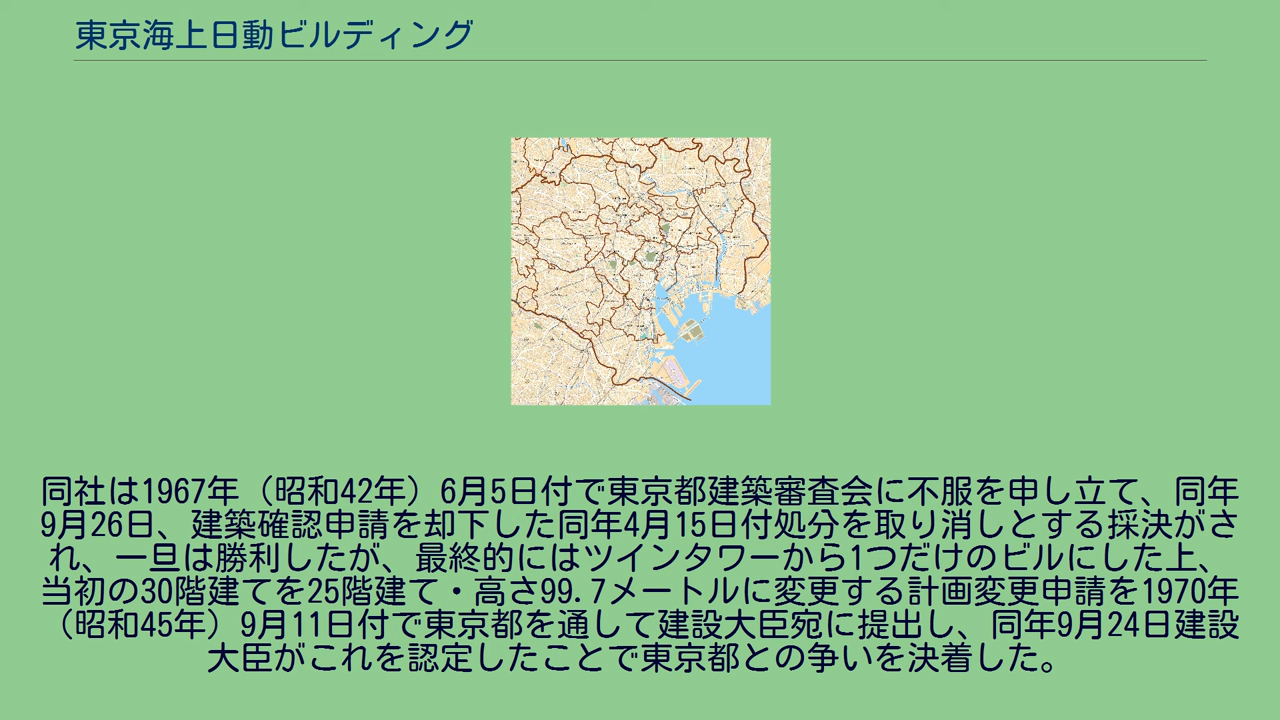 東京海上日動ビルディング
同社は1967年（昭和42年）6月5日付で東京都建築審査会に不服を申し立て、同年
9月26日、建築確認申請を却下した同年4月15日付処分を取り消しとする採決がさ
れ、一旦は勝利したが、最終的にはツインタワーから1つだけのビルにした上、
当初の30階建てを25階建て・高さ99.7メートルに変更する計画変更申請を1970年
（昭和45年）9月11日付で東京都を通して建設大臣宛に提出し、同年9月24日建設
大臣がこれを認定したことで東京都との争いを決着した。